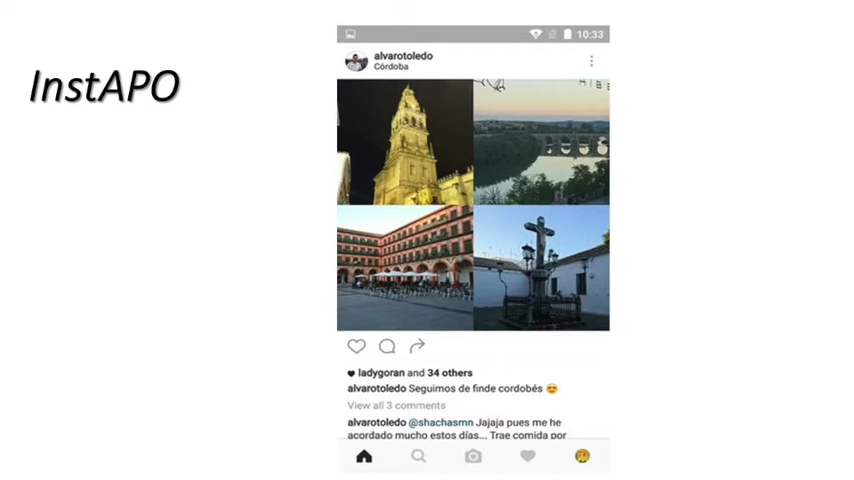 InstAPO
10:33
alvarotoledo
Córdoba
ladygoran and 34 others
alvarotoledo Seguimos de finde cordobés 😍
View all 3 comments
alvarotoledo @shachasmn Jajaja pues me he
acordado mucho estos días... Trae comida por